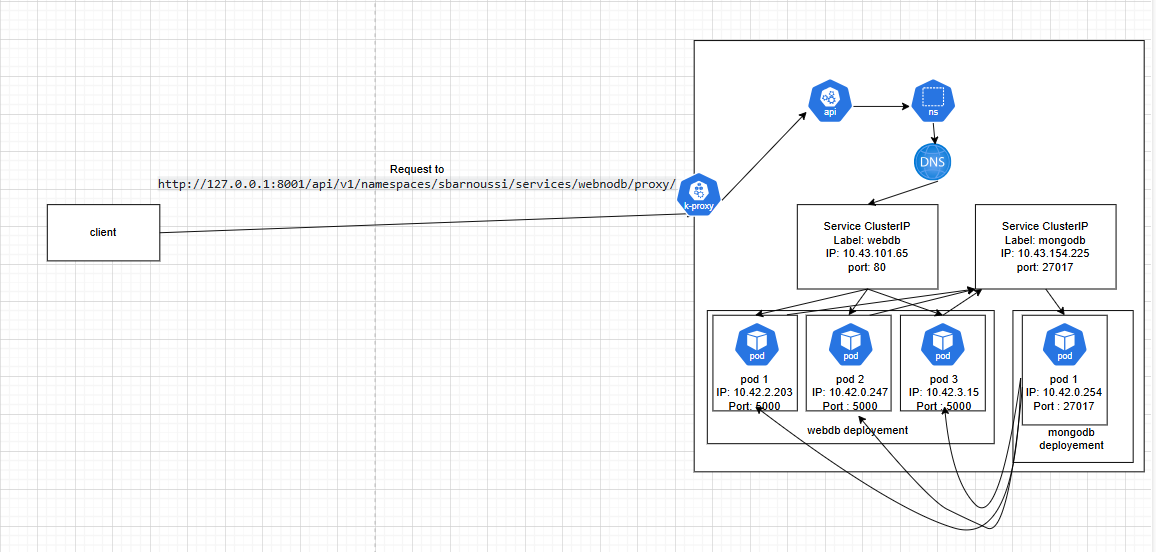 api
ns
DNS
Request to
http://127.0.0.1:8001/api/v1/namespaces/sbarnoussi/services/webnodb/proxy/
k-proxy
client
Service ClusterIP
Label: webdb
IP: 10.43.101.65
port: 80
Service ClusterIP
Label: mongodb
IP: 10.43.154.225
port: 27017
pod
pod 1
IP: 10.42.2.203
Port: 5000
pod
pod 2
IP: 10.42.0.247
Port : 5000
pod
pod 3
IP: 10.42.3.15
Port : 5000
webdb deployement
pod
pod 1
IP: 10.42.0.254
Port : 27017
mongodb
deployement